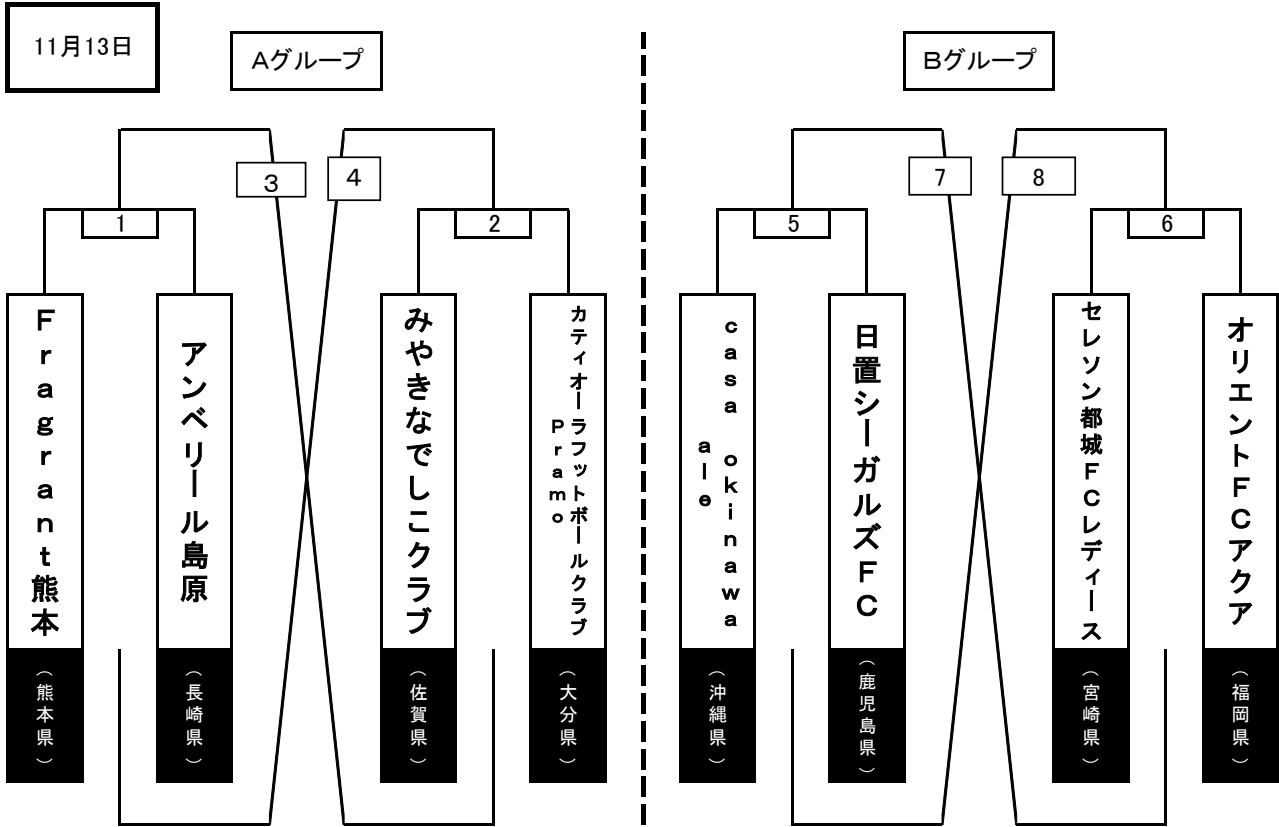 11月13日
Aグループ
Bグループ
3
4
7
8
1
2
5
6
Fragrant熊本
アンベリール島原
みやきなでしこクラブ
カティオーラフットボールクラブ
Pramo
casa okinawa
ale
日置シーガルズFC
セレソン都城FCレディース
オリエントFCアクア
（熊本県）
（長崎県）
（佐賀県）
（大分県）
（沖縄県）
（鹿児島県）
（宮崎県）
（福岡県）